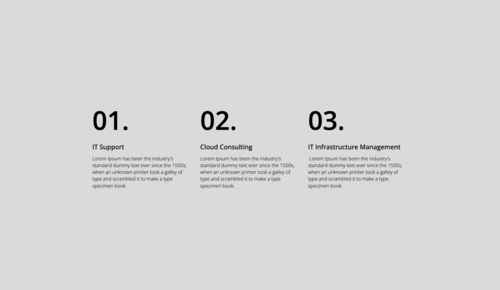 01.
IT Support
Lorem ipsum has been the industry's
standard dummy text ever since the 1500s,
when an unknown printer took a galley of
type and scrambled it to make a type
specimen book.
02.
Cloud Consulting
Lorem ipsum has been the industry's
standard dummy text ever since the 1500s,
when an unknown printer took a galley of
type and scrambled it to make a type
specimen book.
03.
IT Infrastructure Management
Lorem ipsum has been the industry's
standard dummy text ever since the 1500s,
when an unknown printer took a galley of
type and scrambled it to make a type
specimen book.